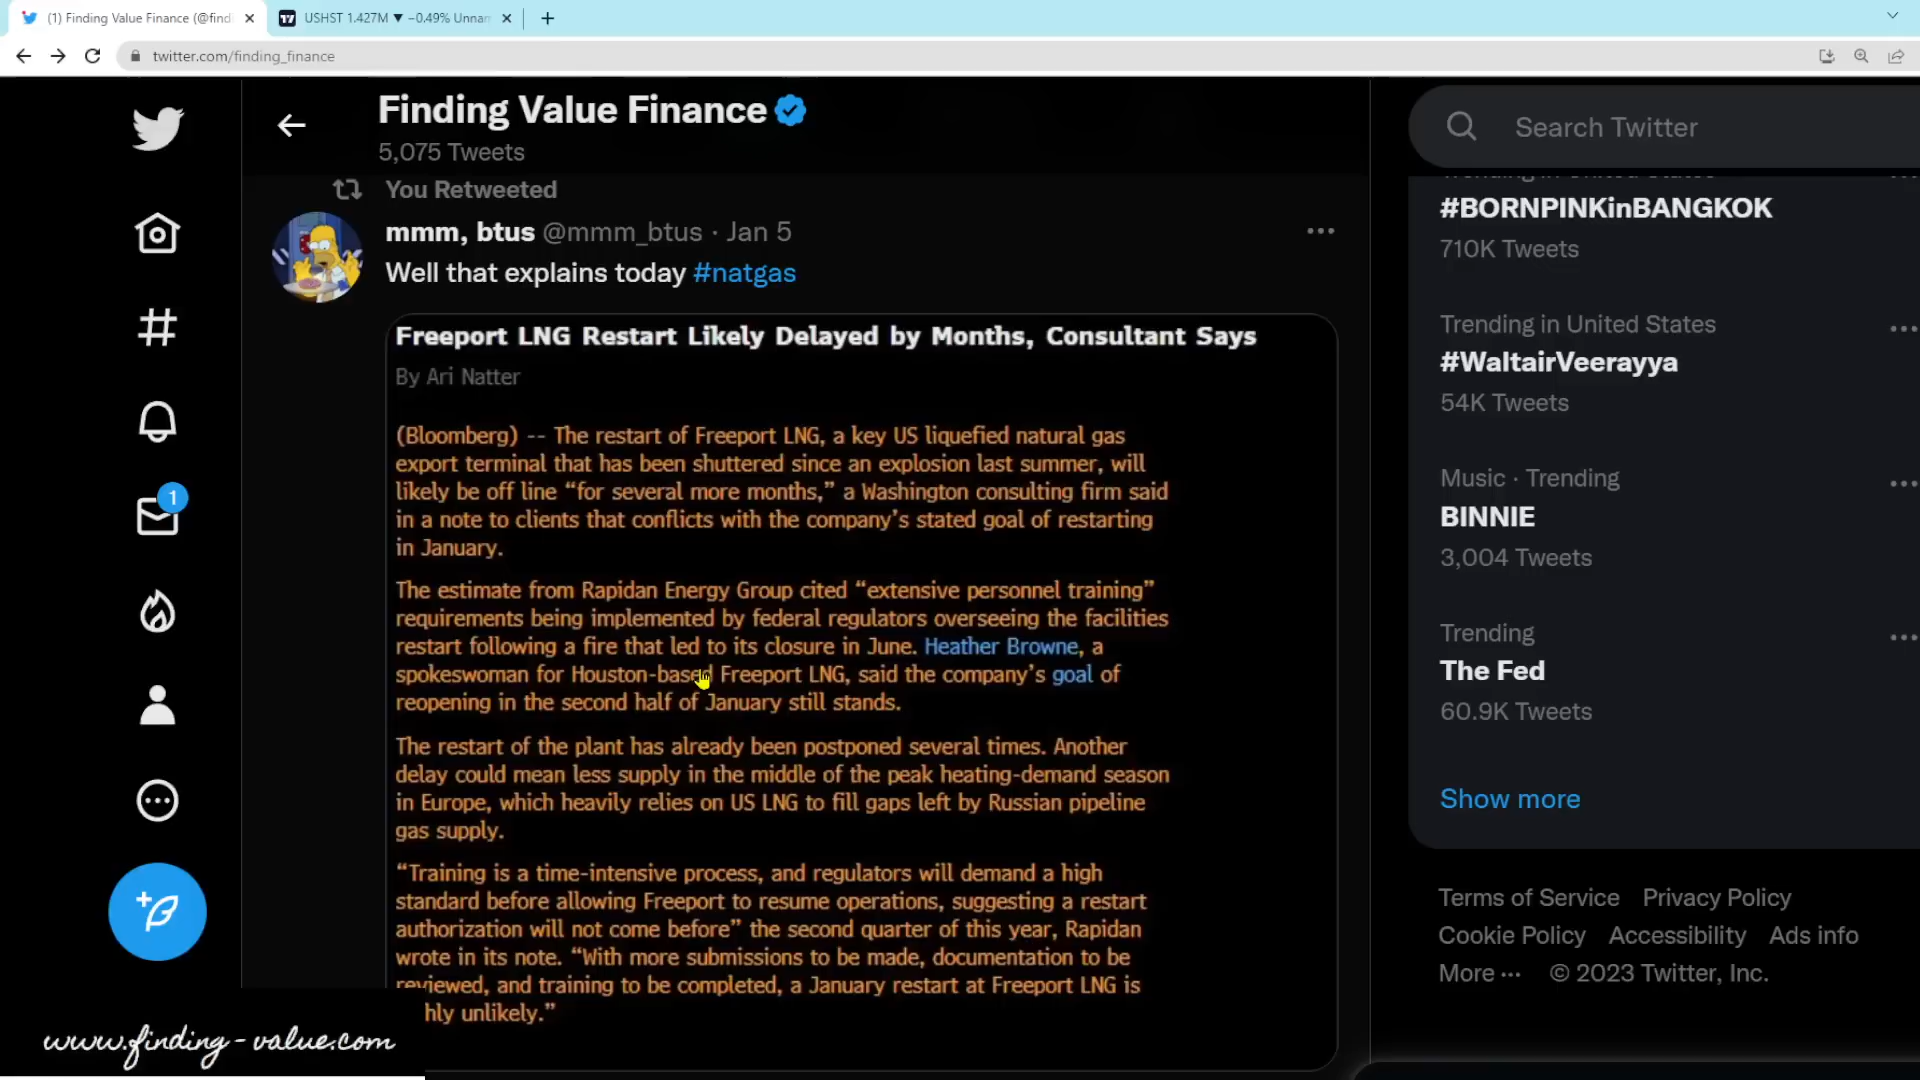 (1) Finding Value Finance (@find
USHST 1.427M ▼ −0.49% Unnar
twitter.com/finding_finance
Finding Value Finance
5,075 Tweets
You Retweeted
mmm, btus @mmm_btus · Jan 5
Well that explains today #natgas
Freeport LNG Restart Likely Delayed by Months, Consultant Says
By Ari Natter
(Bloomberg) -- The restart of Freeport LNG, a key US liquefied natural gas
export terminal that has been shuttered since an explosion last summer, will
likely be off line “for several more months,” a Washington consulting firm said
in a note to clients that conflicts with the company’s stated goal of restarting
in January.
The estimate from Rapidan Energy Group cited “extensive personnel training”
requirements being implemented by federal regulators overseeing the facilities
restart following a fire that led to its closure in June. Heather Browne, a
spokeswoman for Houston-based Freeport LNG, said the company’s goal of
reopening in the second half of January still stands.
The restart of the plant has already been postponed several times. Another
delay could mean less supply in the middle of the peak heating-demand season
in Europe, which heavily relies on US LNG to fill gaps left by Russian pipeline
gas supply.
“Training is a time-intensive process, and regulators will demand a high
standard before allowing Freeport to resume operations, suggesting a restart
authorization will not come before” the second quarter of this year, Rapidan
wrote in its note. “With more submissions to be made, documentation to be
reviewed, and training to be completed, a January restart at Freeport LNG is
hly unlikely.”
1
Search Twitter
#BORNPINKinBANGKOK
710K Tweets
Trending in United States
#WaltairVeerayya
54K Tweets
Music · Trending
BINNIE
3,004 Tweets
Trending
The Fed
60.9K Tweets
Show more
Terms of Service Privacy Policy
Cookie Policy Accessibility Ads info
More ··· © 2023 Twitter, Inc.
www.finding-value.com